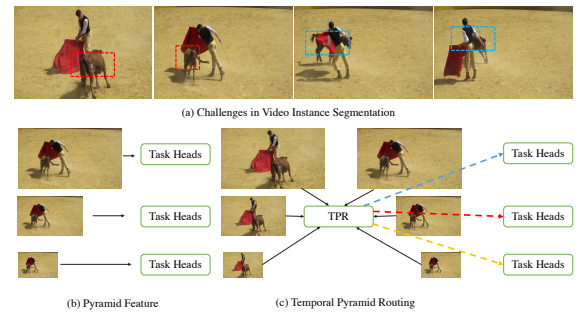 (a) Challenges in Video Instance Segmentation
Task Heads
Task Heads
Task Heads
TPR
Task Heads
Task Heads
Task Heads
(b) Pyramid Feature
(c) Temporal Pyramid Routing